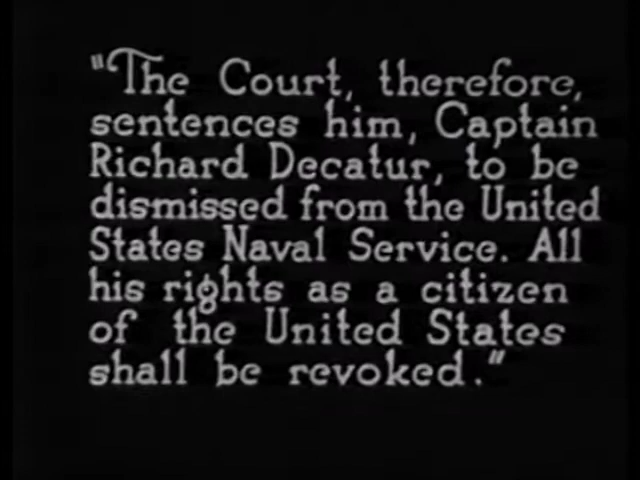 "The Court, therefore,
sentences him, Captain
Richard Decatur, to be
dismissed from the United
States Naval Service. All
his rights as a citizen
of the United States
shall be revoked."